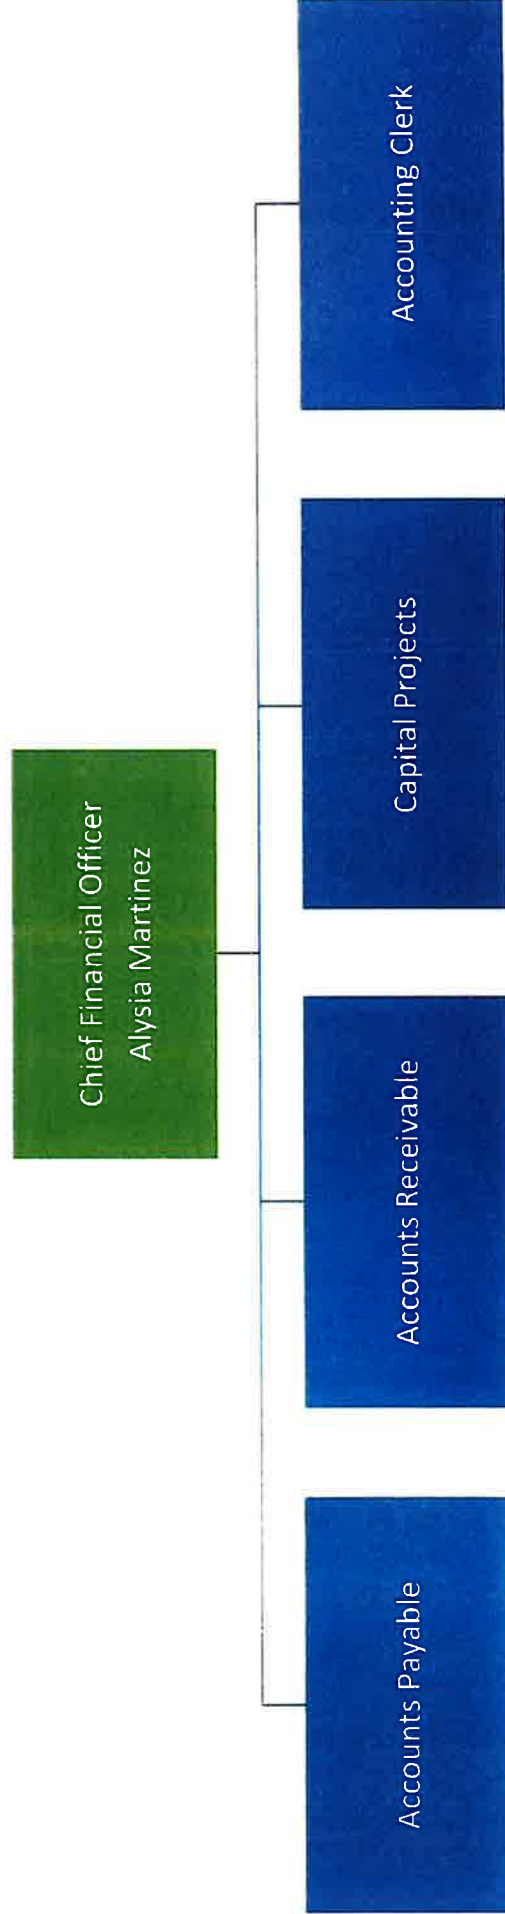 Chief Financial Officer
Alysia Martinez
Accounts Payable
Accounts Receivable
Capital Projects
Accounting Clerk